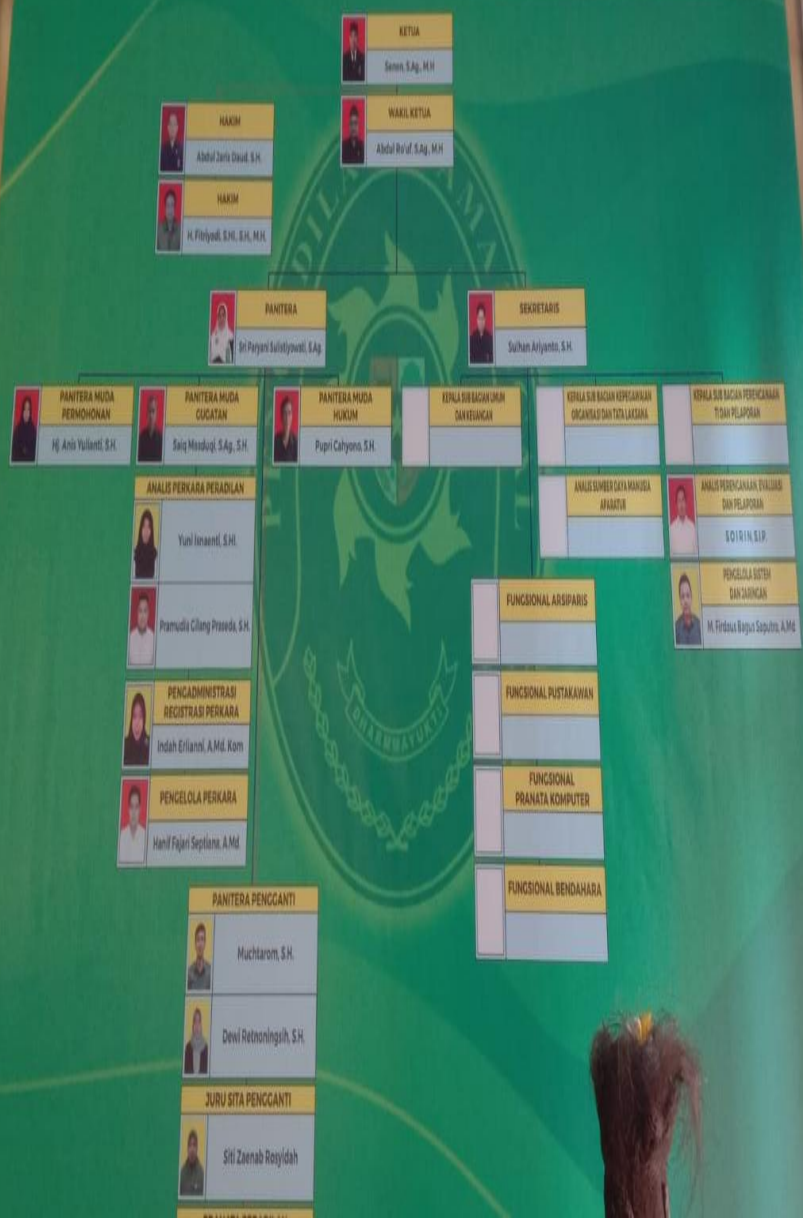 KETUA
Senen, S.Ag., M.H
WAKIL KETUA
Abdul Ro'uf, S.Ag., M.H
HAKIM
Abdul Jaris Daud, S.H.
HAKIM
H. Fitriyadi, S.HI., S.H., M.H.
PANITERA
Sri Paryani Sulistiyowati, S.Ag.
SEKRETARIS
Sulhan Ariyanto, S.H.
PANITERA MUDA
PERMOHONAN
Hj. Anis Yulianti, S.H.
PANITERA MUDA
GUGATAN
Saiq Masduqi, S.Ag., S.H.
PANITERA MUDA
HUKUM
Pupri Cahyono, S.H.
KEPALA SUB BAGIAN UMUM
DAN KEUANGAN
KEPALA SUB BAGIAN KEPEGAWAIAN
ORGANISASI DAN TATA LAKSANA
KEPALA SUB BAGIAN PERENCANAAN
TI DAN PELAPORAN
ANALIS PERKARA PERADILAN
Yuni Isnaenti, S.HI.
Pramudia Gilang Praseda, S.H.
ANALIS SUMBER DAYA MANUSIA
APARATUR
ANALIS PERENCANAAN, EVALUASI
DAN PELAPORAN
SOIRIN, S.I.P.
PENGELOLA SISTEM
DAN JARINGAN
M. Firdaus Bagus Saputro, A.Md
PENGADMINISTRASI
REGISTRASI PERKARA
Indah Erlianni, A.Md. Kom
PENGELOLA PERKARA
Hanif Fajari Septiana, A.Md.
FUNGSIONAL ARSIPARIS
FUNGSIONAL PUSTAKAWAN
FUNGSIONAL
PRANATA KOMPUTER
FUNGSIONAL BENDAHARA
PANITERA PENGGANTI
Muchtarom, S.H.
Dewi Retnoningsih, S.H.
JURU SITA PENGGANTI
Siti Zaenab Rosyidah
DHARMMAYUKTI